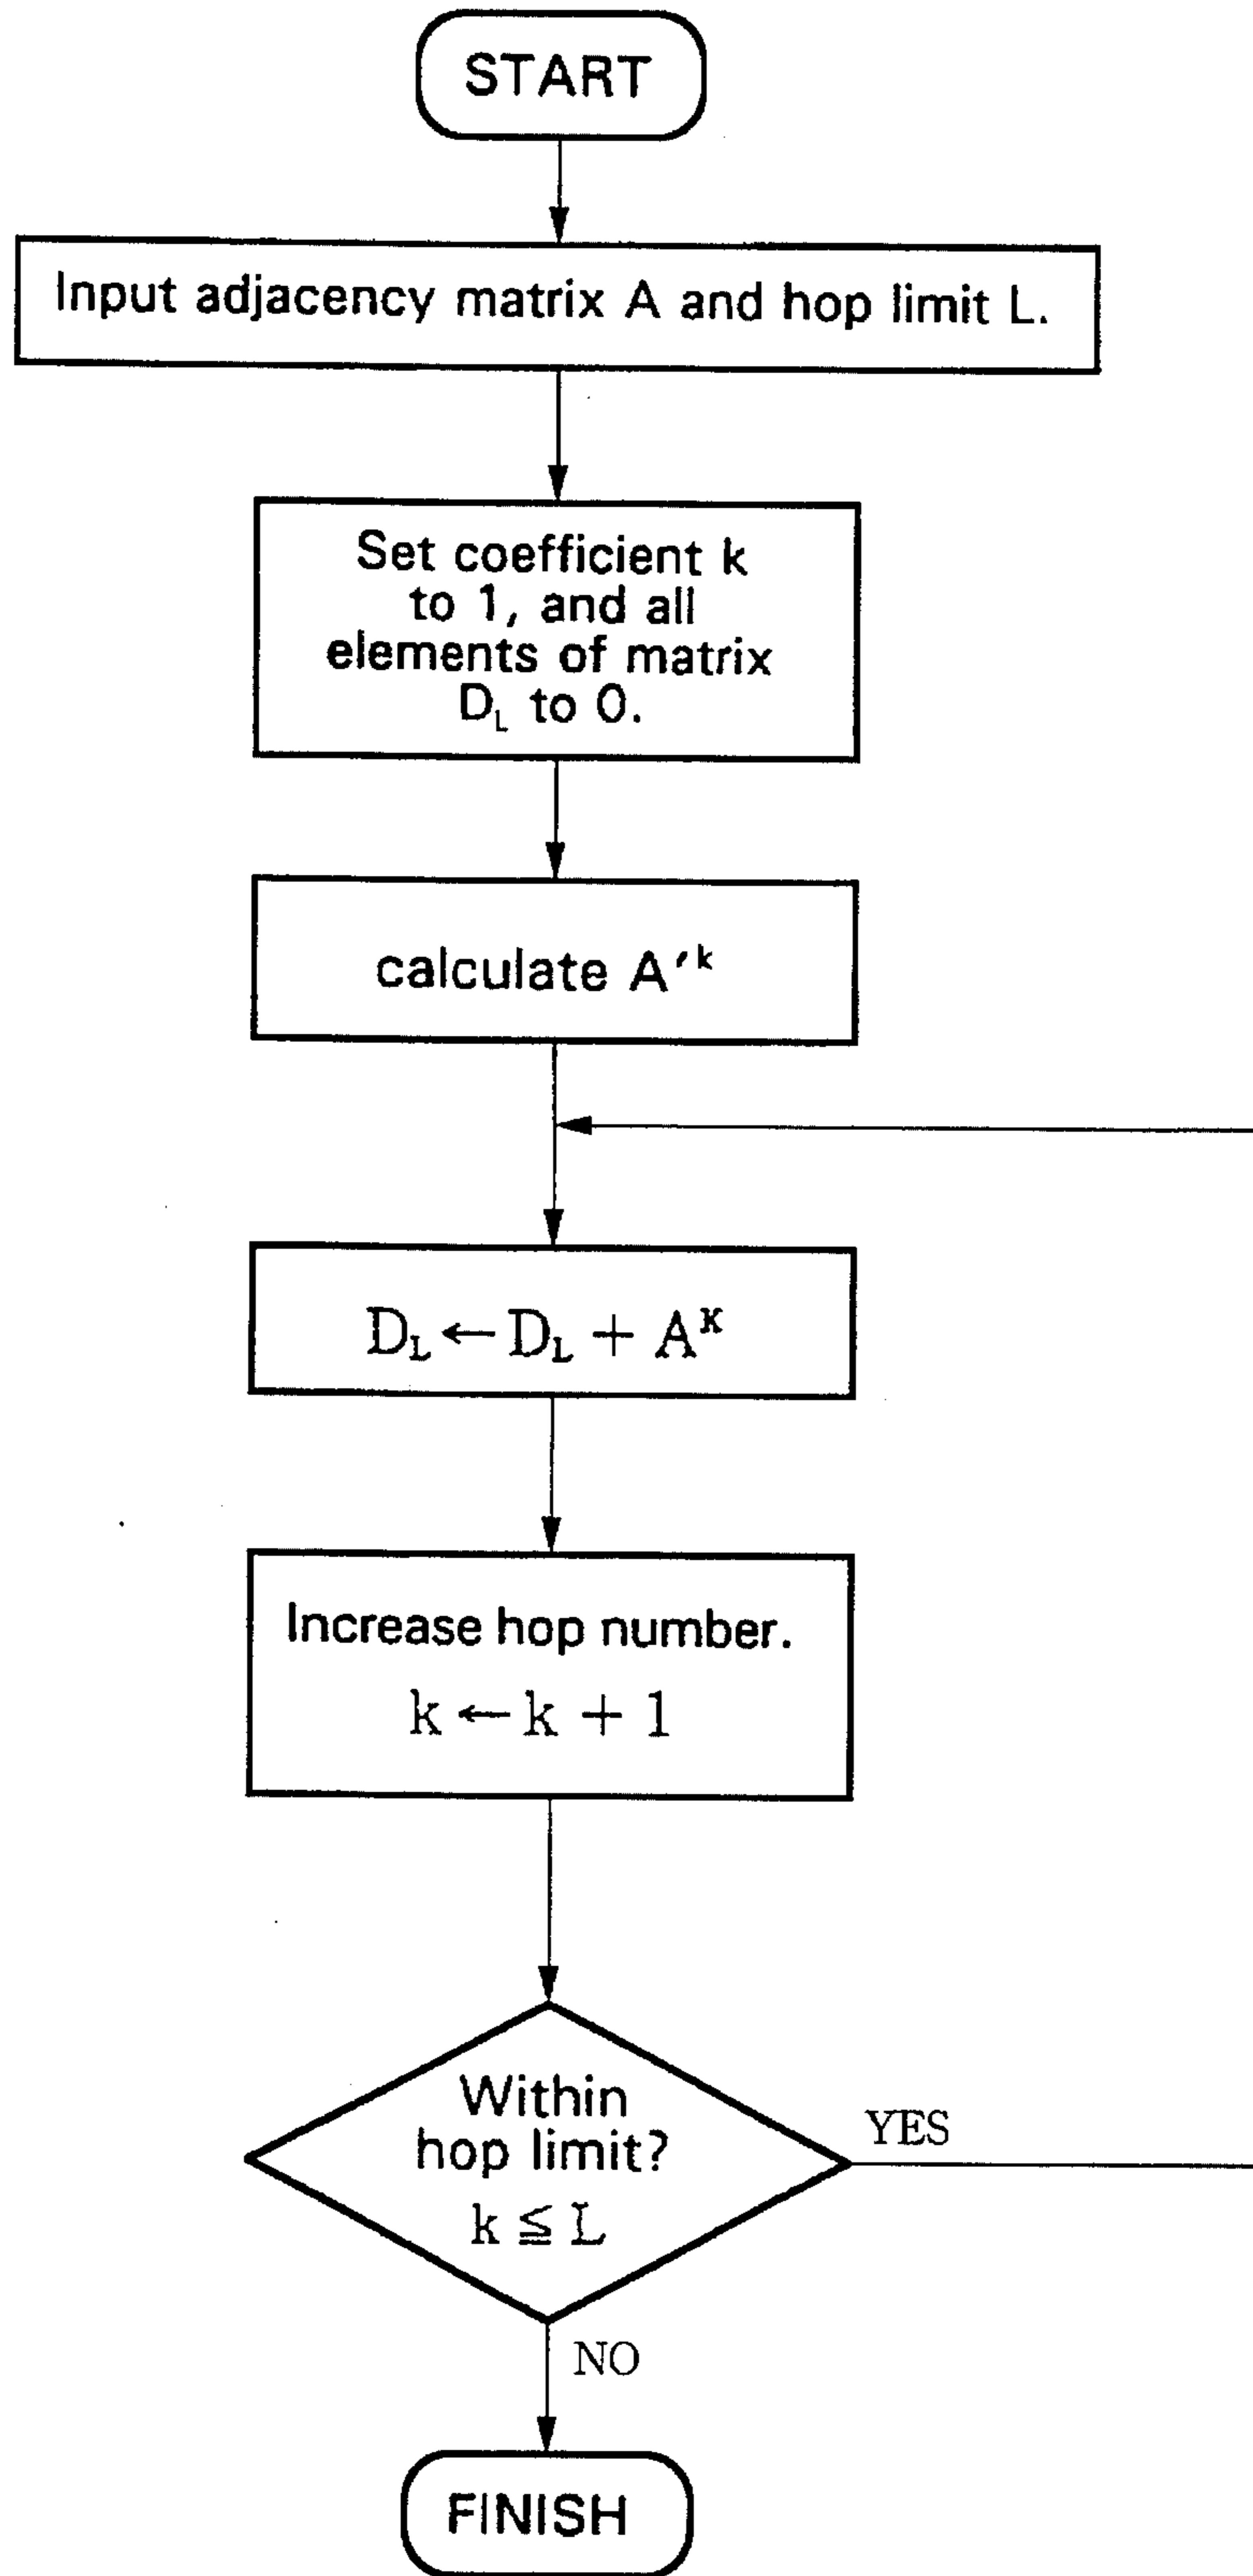 START
Input adjacency matrix A and hop limit L.
Set coefficient k
to 1, and all
elements of matrix
D_L to 0.
calculate A′^k
D_L ← D_L + A^K
Increase hop number.
k ← k + 1
Within
hop limit?
k ≦ L
YES
NO
FINISH